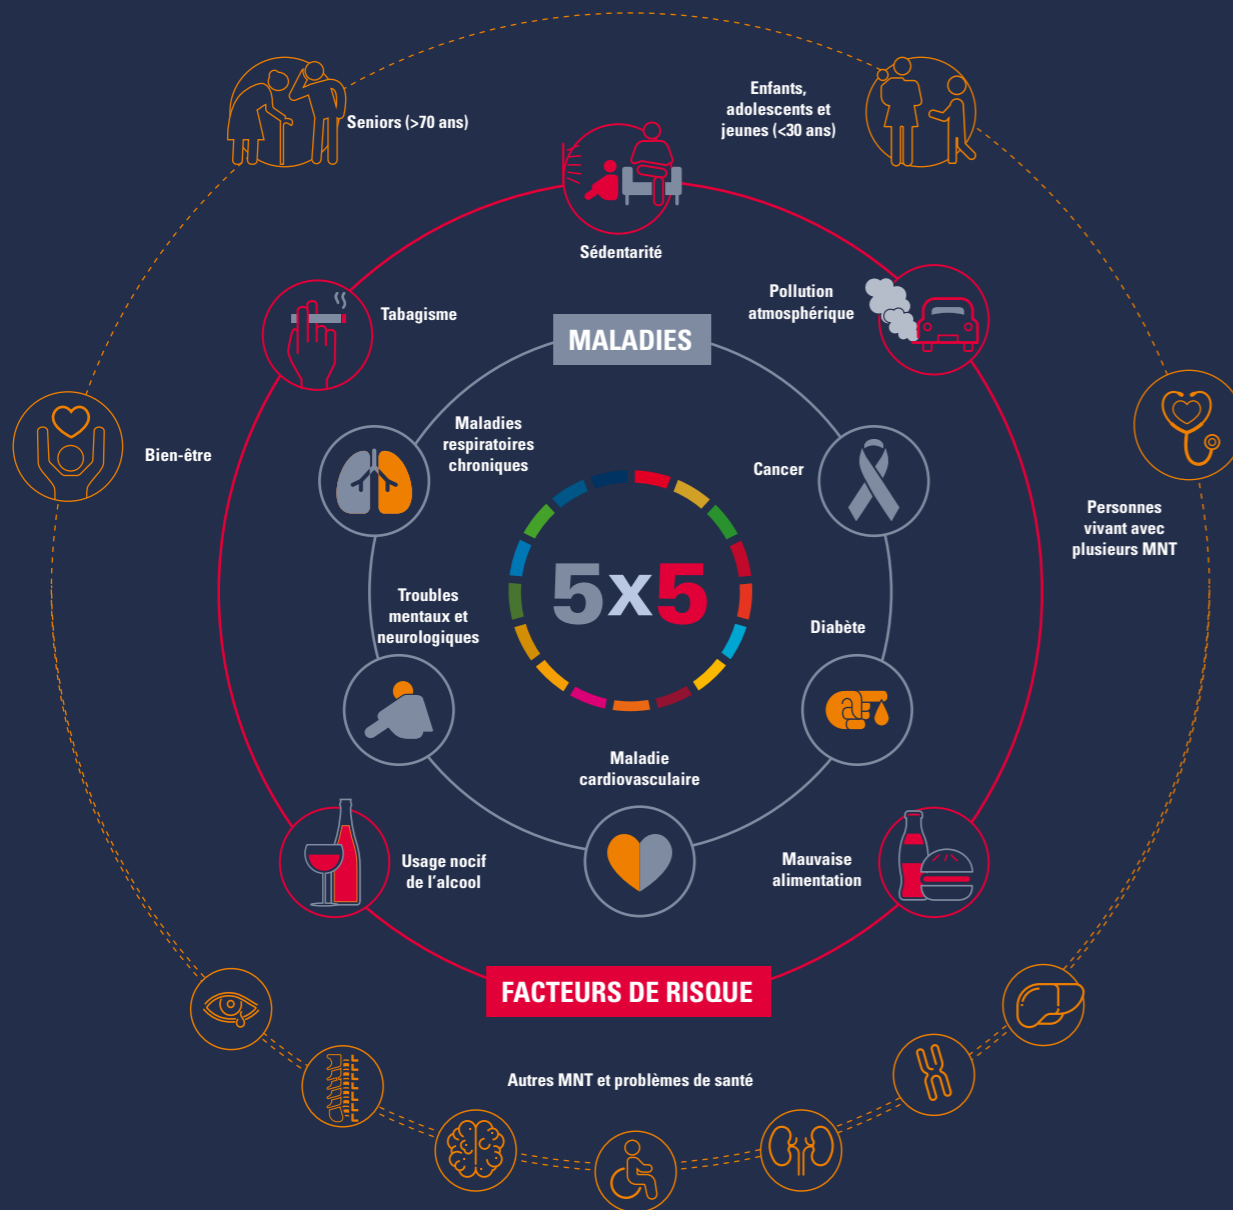 Enfants,
adolescents et
jeunes (<30 ans)
Seniors (>70 ans)
Sédentarité
Pollution
atmosphérique
Tabagisme
MALADIES
Maladies
respiratoires
chroniques
Cancer
Bien-être
Personnes
vivant avec
plusieurs MNT
5x5
Troubles
mentaux et
neurologiques
Diabète
Maladie
cardiovasculaire
Usage nocif
de l'alcool
Mauvaise
alimentation
FACTEURS DE RISQUE
Autres MNT et problèmes de santé